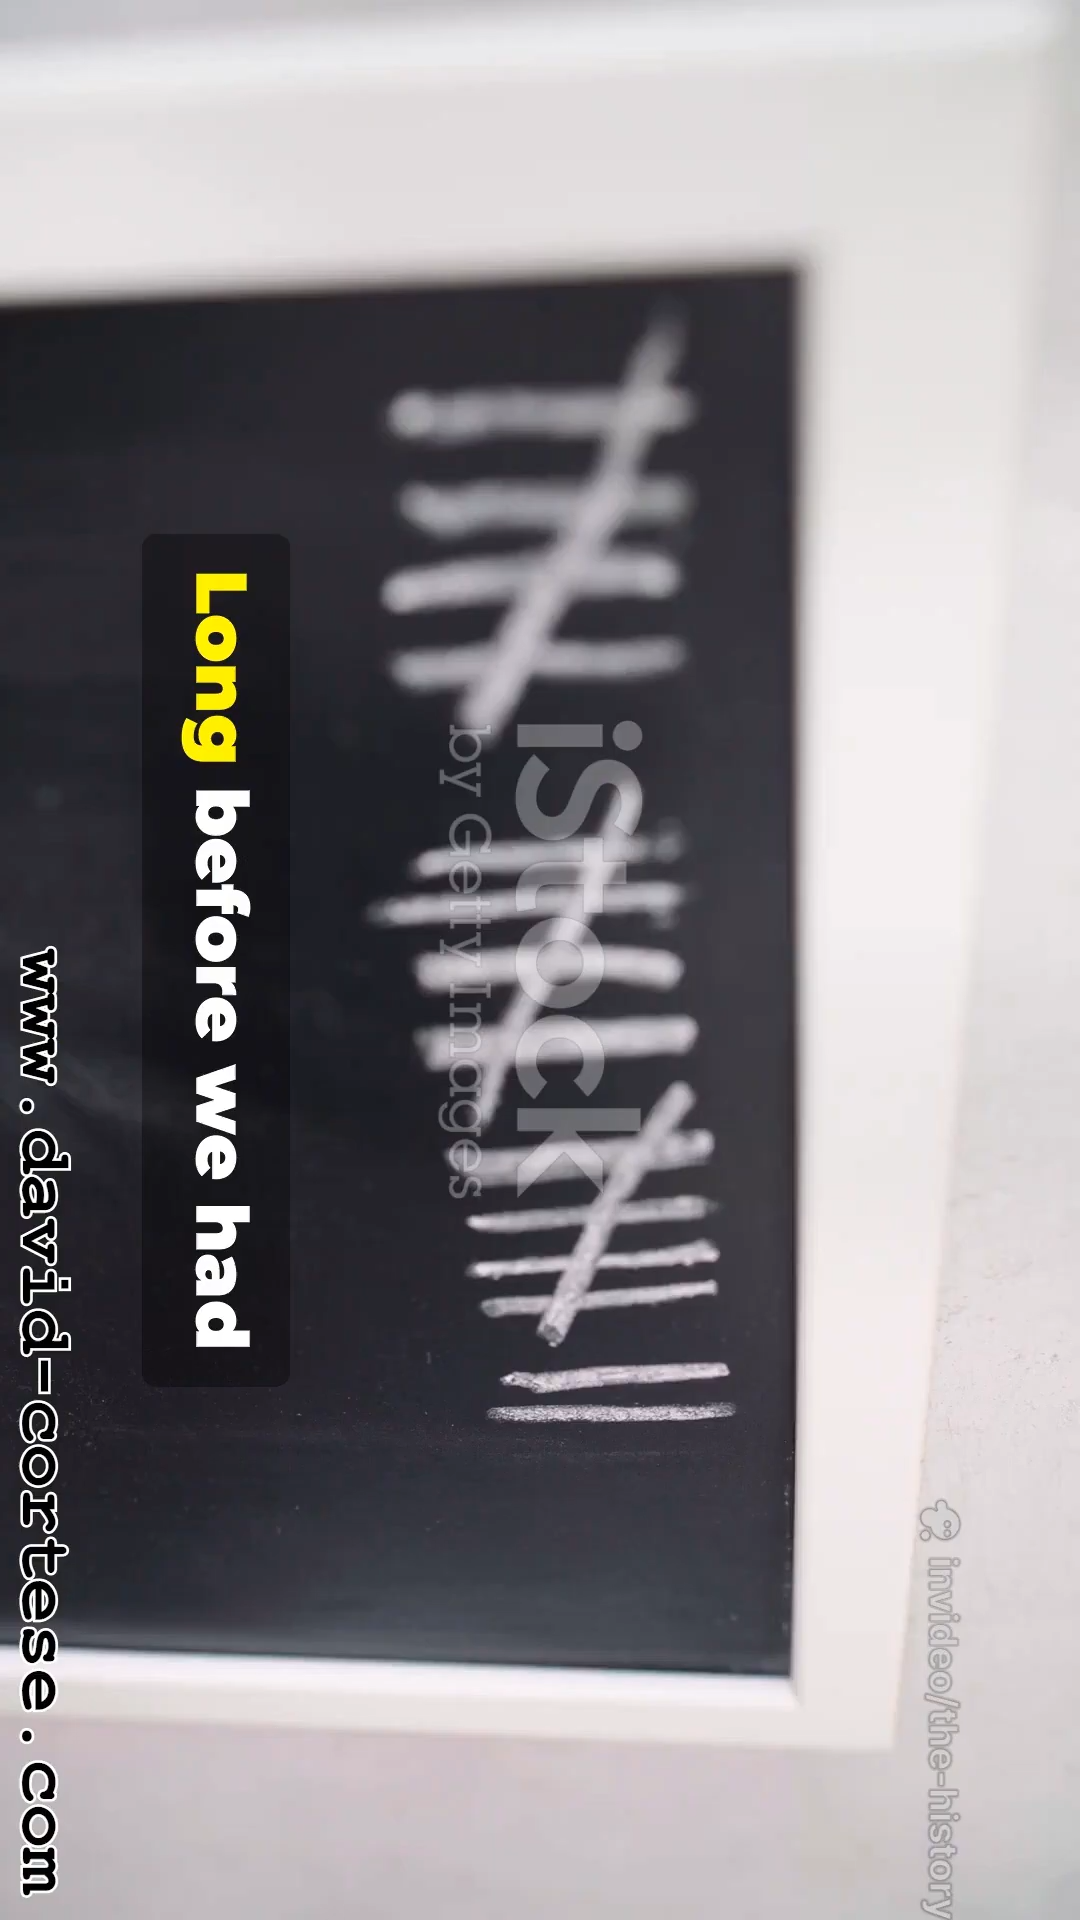 invideo/the-history
iStock
by Getty Images
Long before we had
www.david-cortese.com